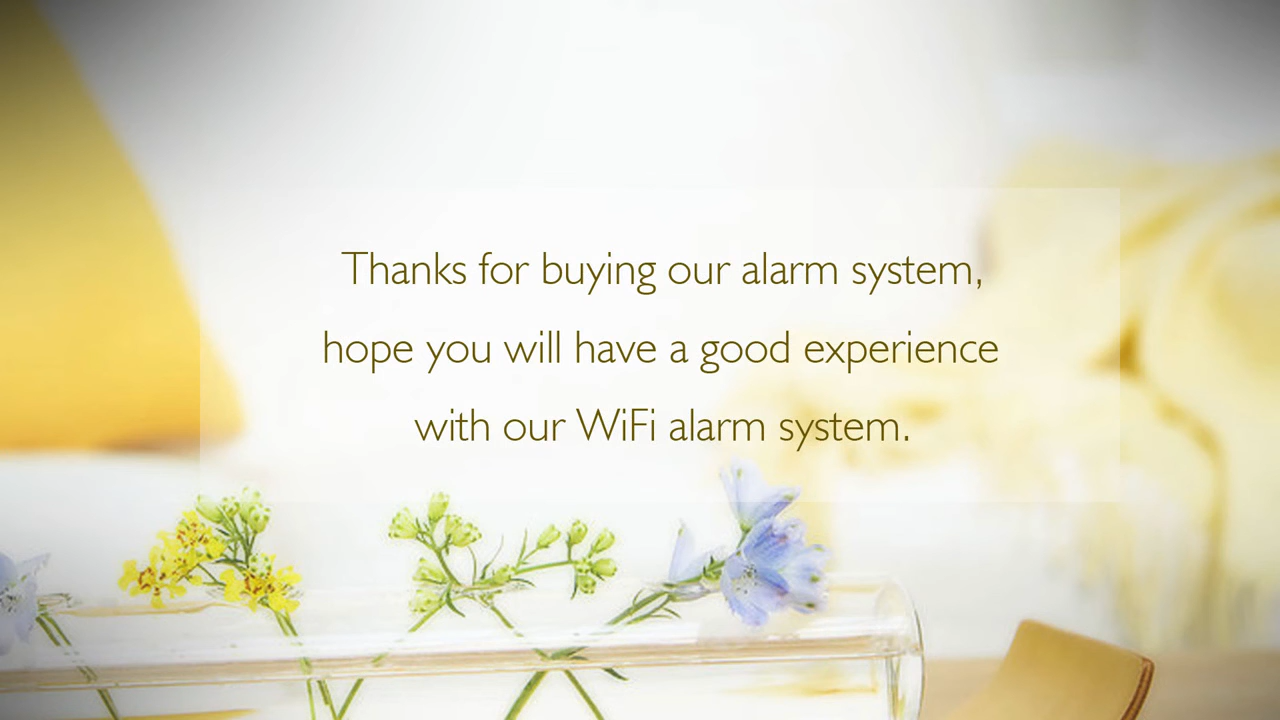 Thanks for buying our alarm system,
hope you will have a good experience
with our WiFi alarm system.